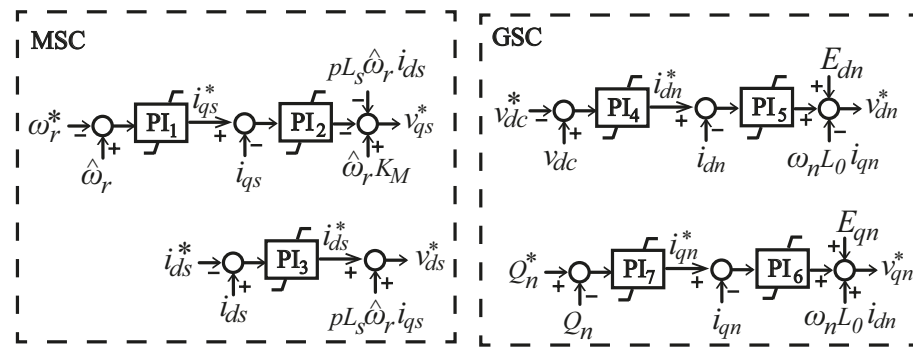 MSC
pL_s ω̂_r i_ds
ω_r^* − + PI_1 i_qs^* + − PI_2 − − + v_qs^*
ω̂_r i_qs ω̂_r K_M
i_ds^* − + PI_3 i_ds^* + + v_ds^*
i_ds pL_s ω̂_r i_qs
GSC
E_dn
v_dc^* − + PI_4 i_dn^* + − PI_5 + + − v_dn^*
v_dc i_dn ω_n L_0 i_qn
E_qn
Q_n^* + − PI_7 i_qn^* + − PI_6 + + + v_qn^*
Q_n i_qn ω_n L_0 i_dn